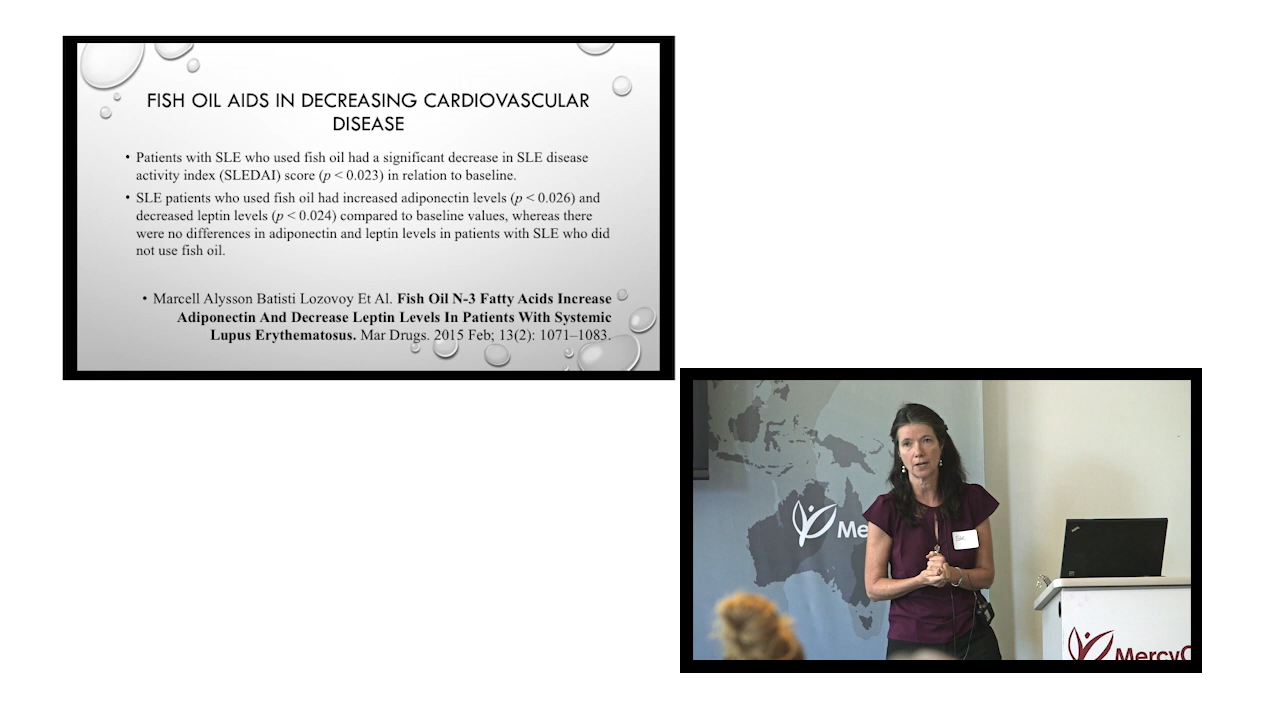 FISH OIL AIDS IN DECREASING CARDIOVASCULAR
DISEASE
• Patients with SLE who used fish oil had a significant decrease in SLE disease
activity index (SLEDAI) score (p < 0.023) in relation to baseline.
• SLE patients who used fish oil had increased adiponectin levels (p < 0.026) and
decreased leptin levels (p < 0.024) compared to baseline values, whereas there
were no differences in adiponectin and leptin levels in patients with SLE who did
not use fish oil.
• Marcell Alysson Batisti Lozovoy Et Al. Fish Oil N-3 Fatty Acids Increase
Adiponectin And Decrease Leptin Levels In Patients With Systemic
Lupus Erythematosus. Mar Drugs. 2015 Feb; 13(2): 1071–1083.
Me
MercyC